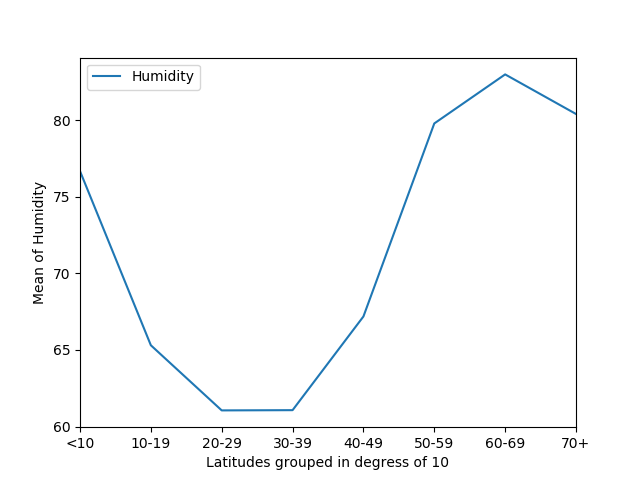 Humidity
80
75
70
65
60
Mean of Humidity
<10 10-19 20-29 30-39 40-49 50-59 60-69 70+
Latitudes grouped in degress of 10